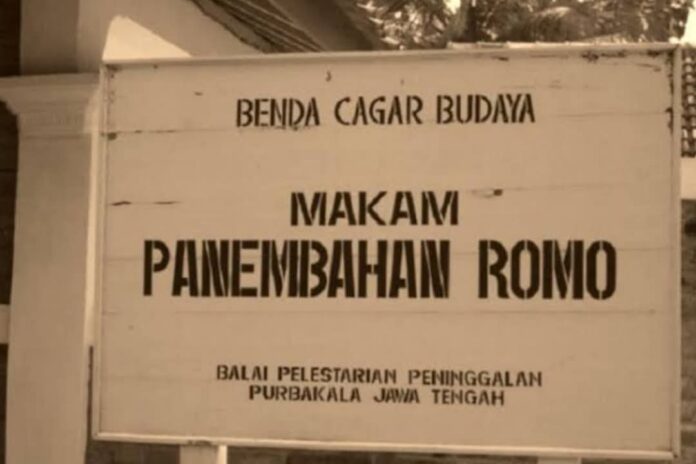 BENDA CAGAR BUDAYA
MAKAM
PANEMBAHAN ROMO
BALAI PELESTARIAN PENINGGALAN
PURBAKALA JAWA TENGAH